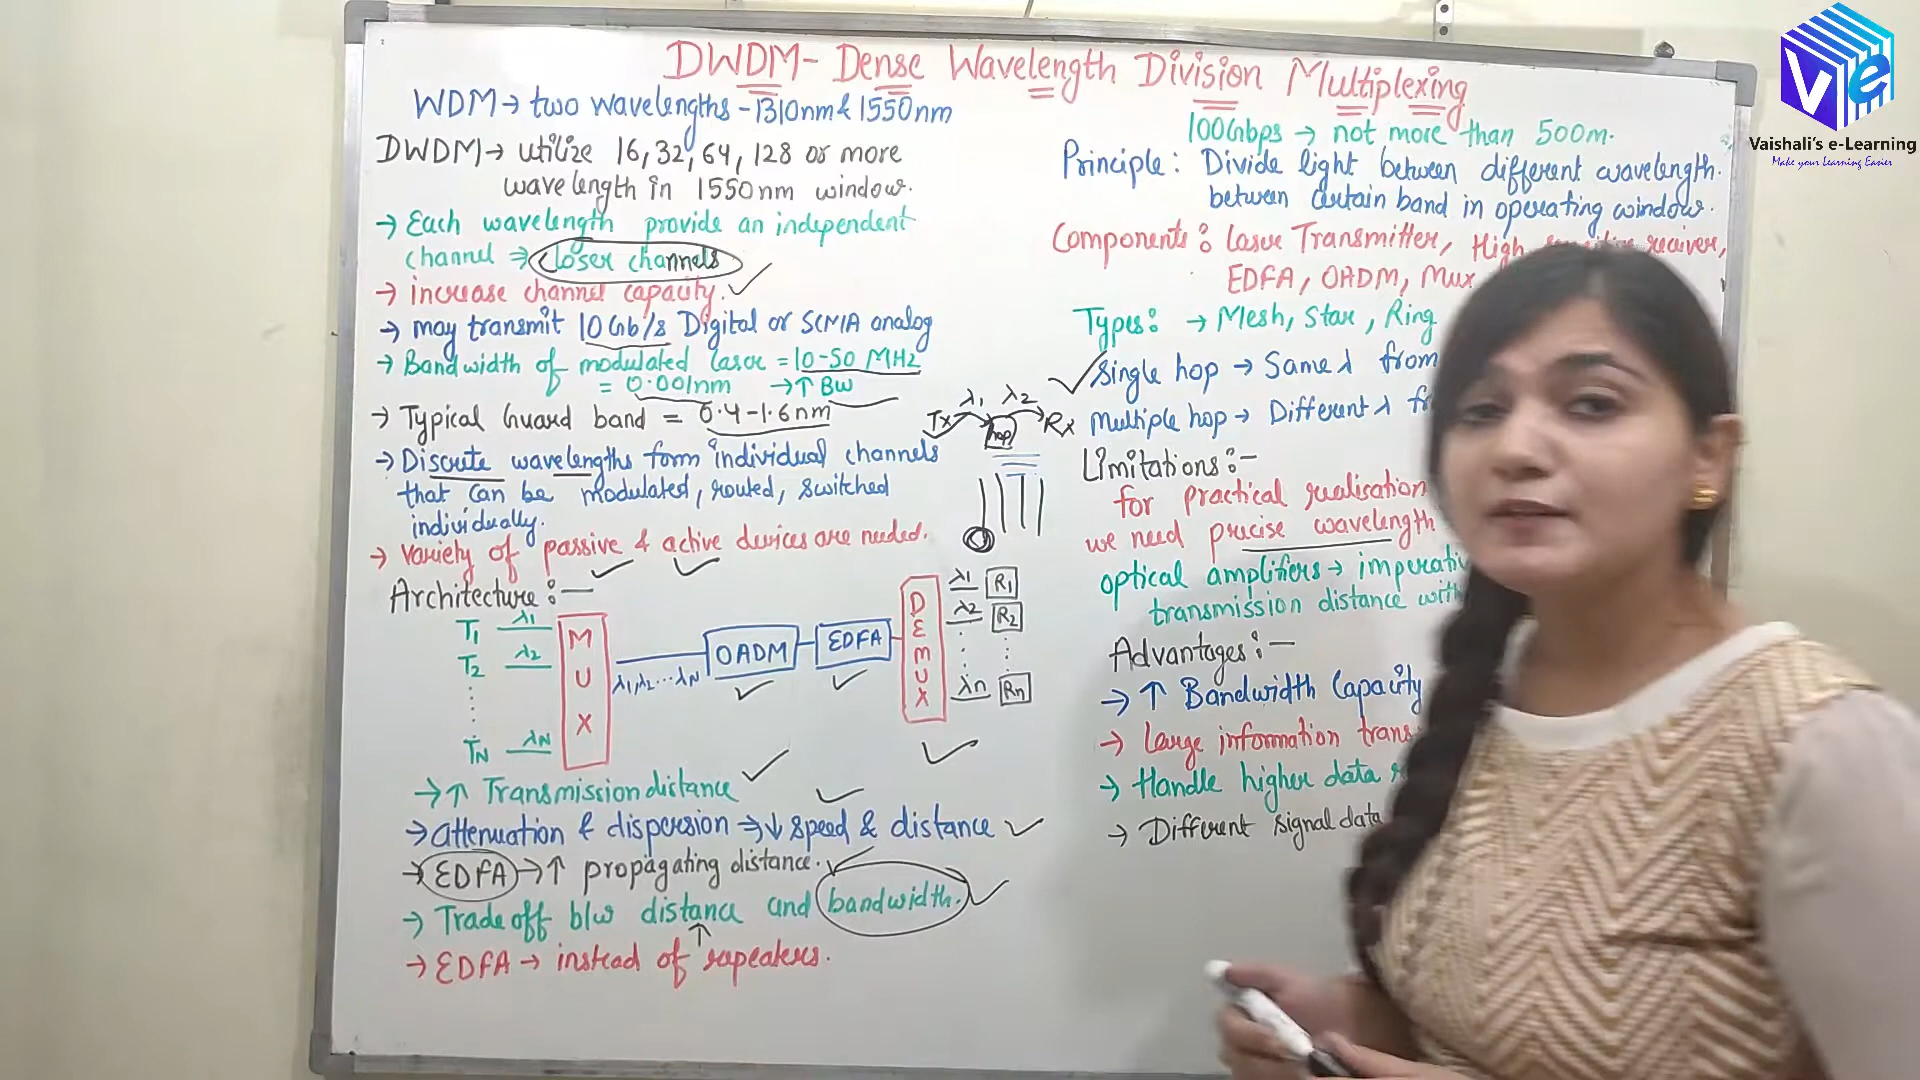 DWDM- Dense Wavelength Division Multiplexing
WDM → two wavelengths - 1310nm & 1550nm
DWDM → utilize 16, 32, 64, 128 or more
wavelength in 1550nm window.
→ Each wavelength provide an independent
channel ⇒ closer channels
→ increase channel capacity.
→ may transmit 10Gb/s Digital or SCMA analog
→ Bandwidth of modulated laser = 10-50 MHz
= 0.001nm → ↑ BW
→ Typical Guard band = 0.4-1.6nm
→ Discrete wavelengths form individual channels
that can be modulated, routed, switched
individually.
→ Variety of passive & active devices are needed.
Architecture :-
T1 λ1
T2 λ2
TN λN
MUX
λ1, λ2 ... λN
OADM
EDFA
DEMUX
λ1 R1
λ2 R2
λn Rn
→ ↑ Transmission distance
→ attenuation & dispersion ⇒ ↓ speed & distance
→ EDFA → ↑ propagating distance.
→ Trade off b/w distance and bandwidth.
→ EDFA → instead of repeaters.
Tx λ1 hop λ2 Rx
100Gbps → not more than 500m.
Principle : Divide light between different wavelength
between certain band in operating window.
Components : Laser Transmitter, High receiver,
EDFA, OADM, Mux
Types : → Mesh, Star, Ring
Single hop → Same λ from
Multiple hop → Different λ
Limitations :-
for practical realisation
we need precise wavelength
optical amplifiers →
transmission distance
Advantages :-
→ ↑ Bandwidth Capacity
→ Large information
→ Handle higher data
→ Different signal data
Ve
Vaishali's e-Learning
Make your Learning Easier